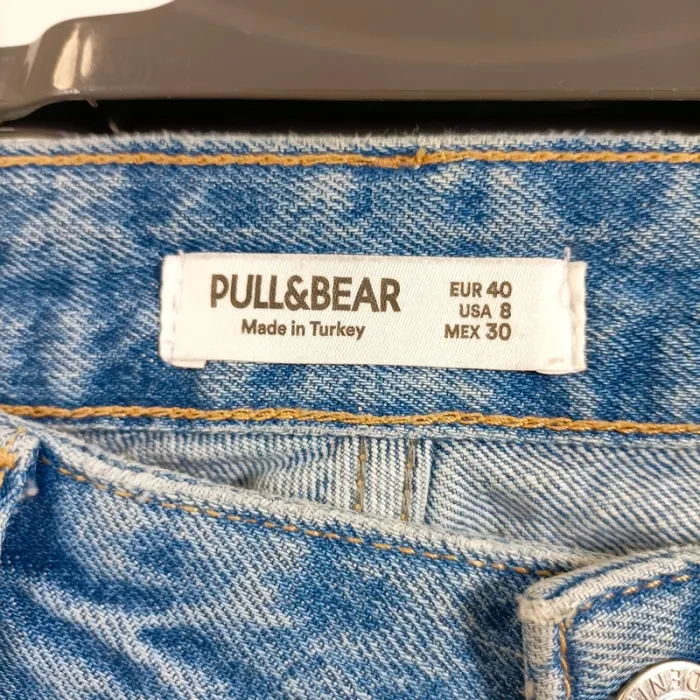 PULL&BEAR
Made in Turkey
EUR 40
USA 8
MEX 30